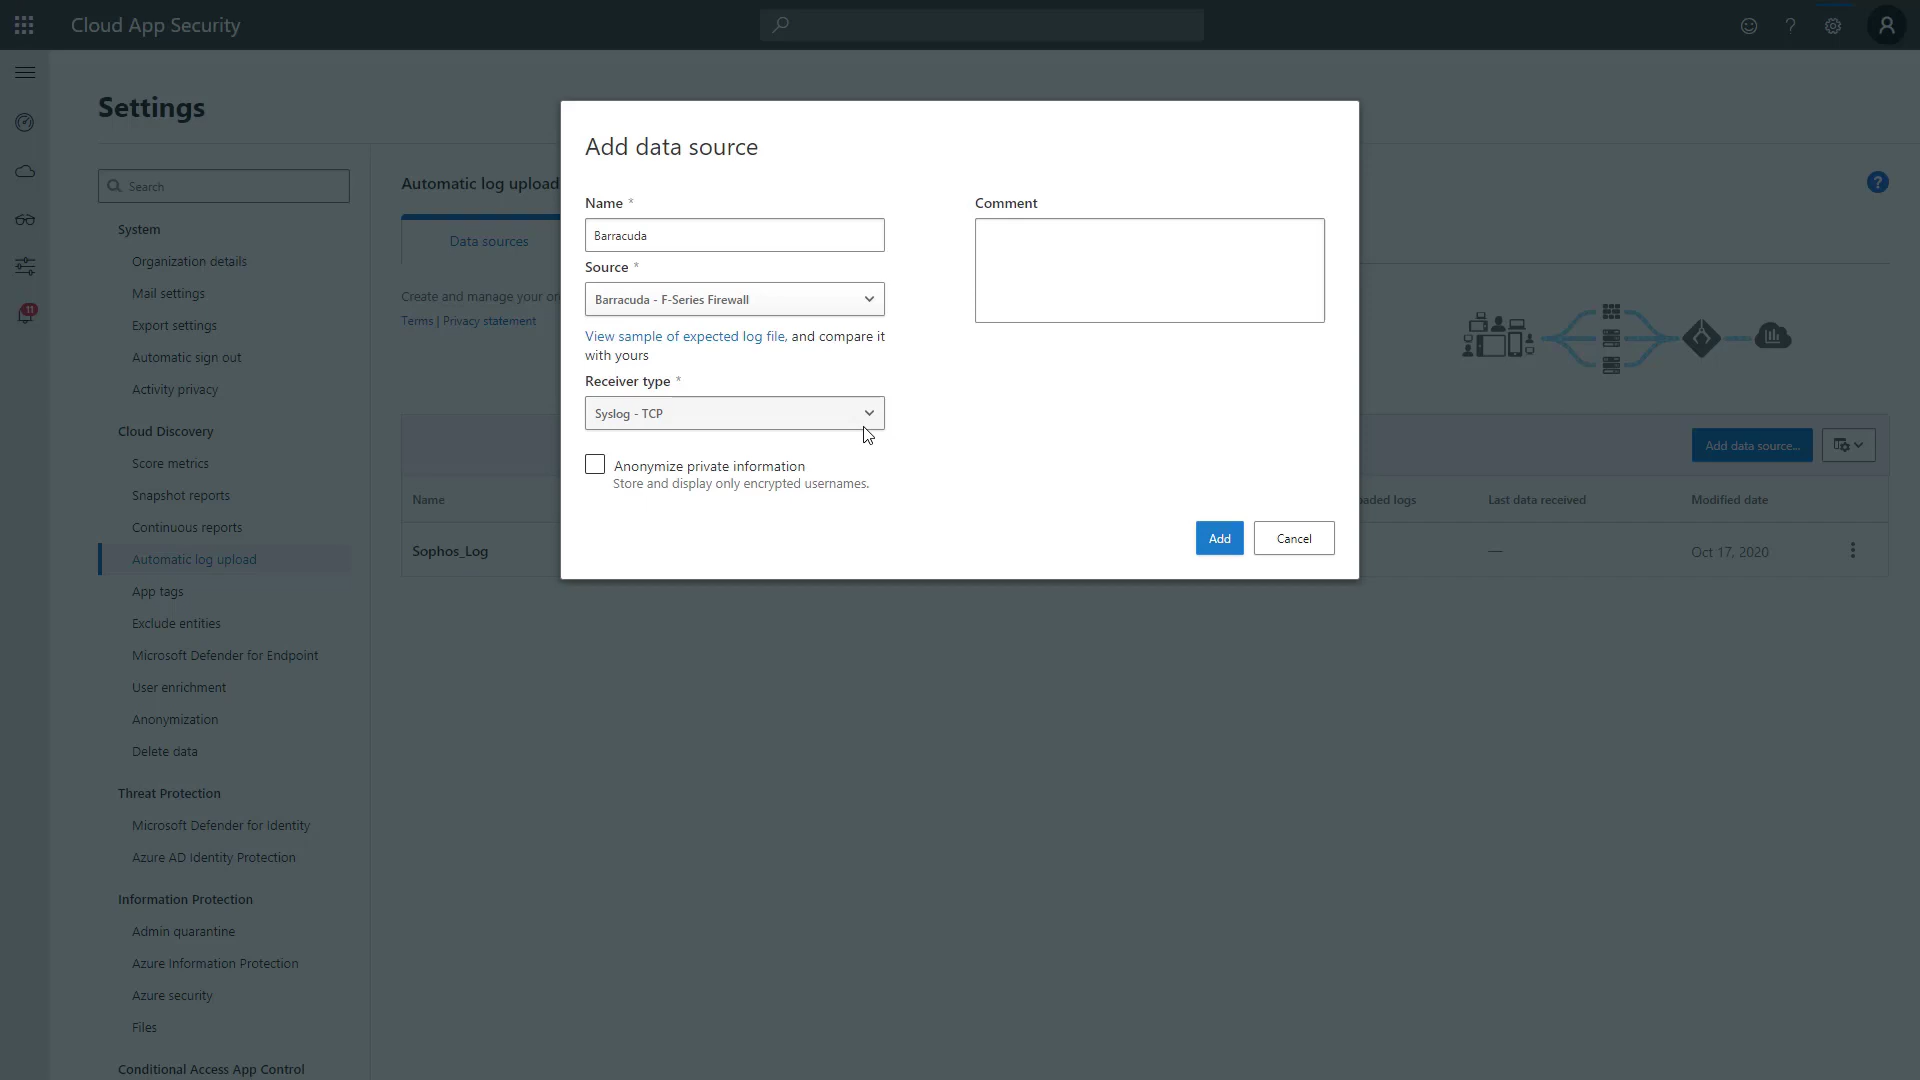 Cloud App Security
Settings
Search
System
Organization details
Mail settings
Export settings
Automatic sign out
Activity privacy
Cloud Discovery
Score metrics
Snapshot reports
Continuous reports
Automatic log upload
App tags
Exclude entities
Microsoft Defender for Endpoint
User enrichment
Anonymization
Delete data
Threat Protection
Microsoft Defender for Identity
Azure AD Identity Protection
Information Protection
Admin quarantine
Azure Information Protection
Azure security
Files
Conditional Access App Control
11
Automatic log upload
Data sources
Create and manage your
Terms | Privacy statement
Add data source
Name *
Barracuda
Source *
Barracuda - F-Series Firewall
View sample of expected log file, and compare it
with yours
Receiver type *
Syslog - TCP
Anonymize private information
Store and display only encrypted usernames.
Comment
Add
Cancel
?
?
Add data source...
Name
logs
Last data received
Modified date
Sophos_Log
—
Oct 17, 2020